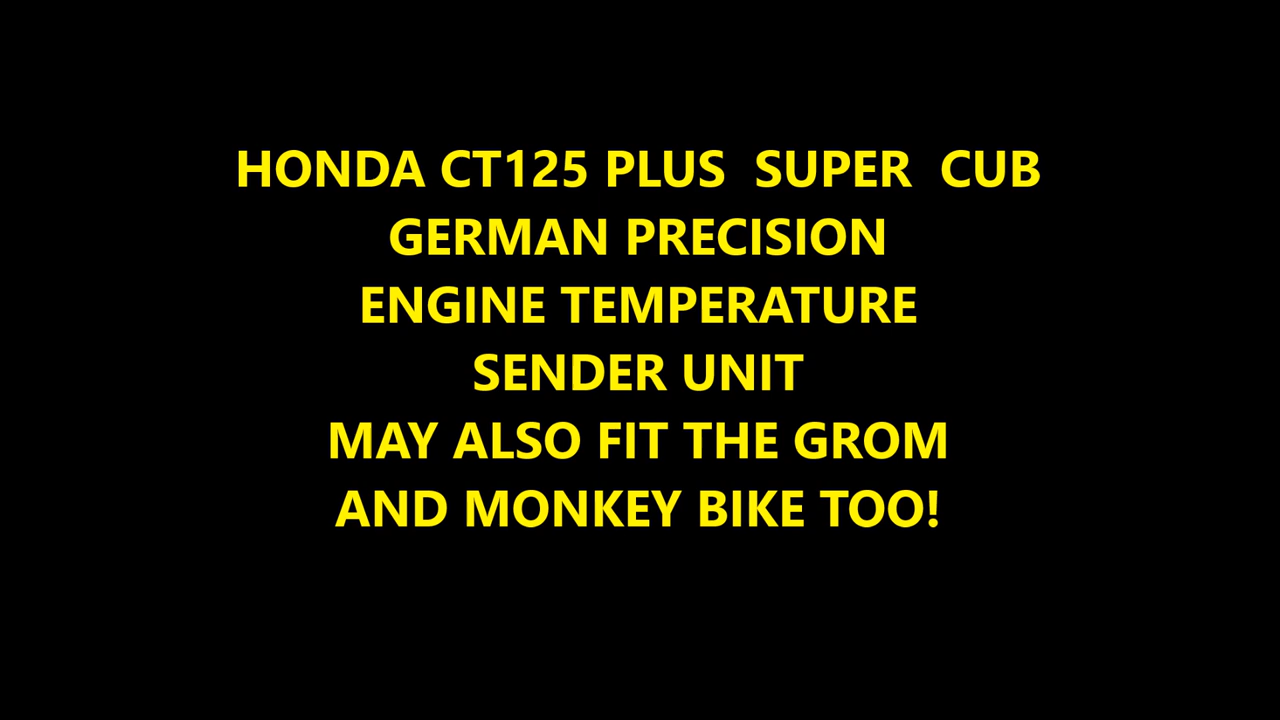 HONDA CT125 PLUS  SUPER  CUB
GERMAN PRECISION
ENGINE TEMPERATURE
SENDER UNIT
MAY ALSO FIT THE GROM
AND MONKEY BIKE TOO!